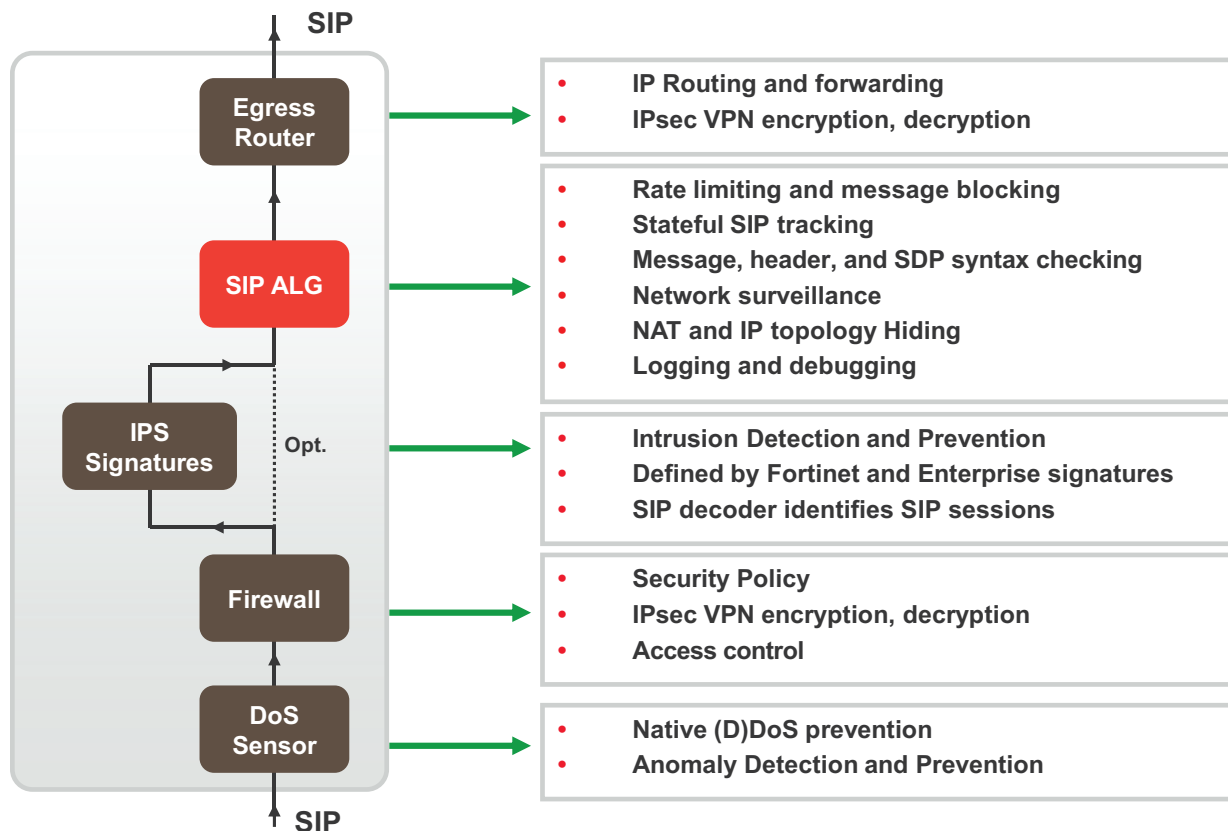 SIP
Egress
Router
• IP Routing and forwarding
• IPsec VPN encryption, decryption
SIP ALG
• Rate limiting and message blocking
• Stateful SIP tracking
• Message, header, and SDP syntax checking
• Network surveillance
• NAT and IP topology Hiding
• Logging and debugging
IPS
Signatures
Opt.
• Intrusion Detection and Prevention
• Defined by Fortinet and Enterprise signatures
• SIP decoder identifies SIP sessions
Firewall
• Security Policy
• IPsec VPN encryption, decryption
• Access control
DoS
Sensor
• Native (D)DoS prevention
• Anomaly Detection and Prevention
SIP